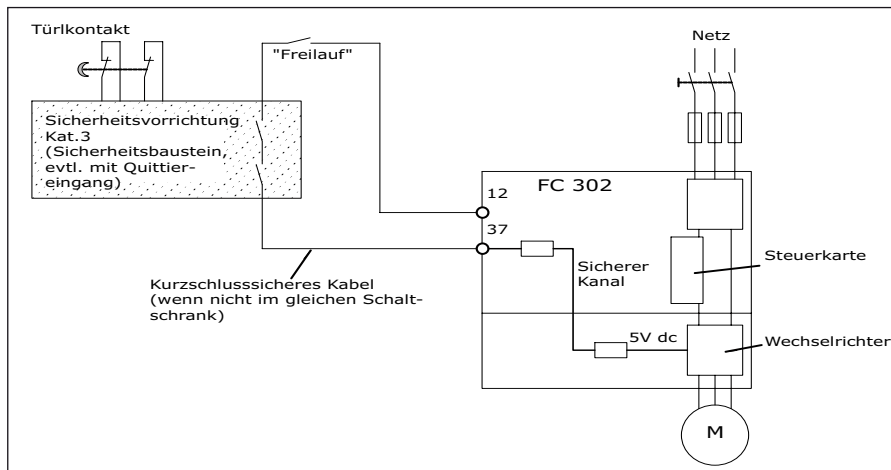 Türlkontakt
"Freilauf"
Netz
Sicherheitsvorrichtung
Kat.3
(Sicherheitsbaustein,
evtl. mit Quittier-
eingang)
12
FC 302
37
Sicherer
Kanal
Steuerkarte
Kurzschlusssicheres Kabel
(wenn nicht im gleichen Schalt-
schrank)
5V dc
Wechselrichter
M